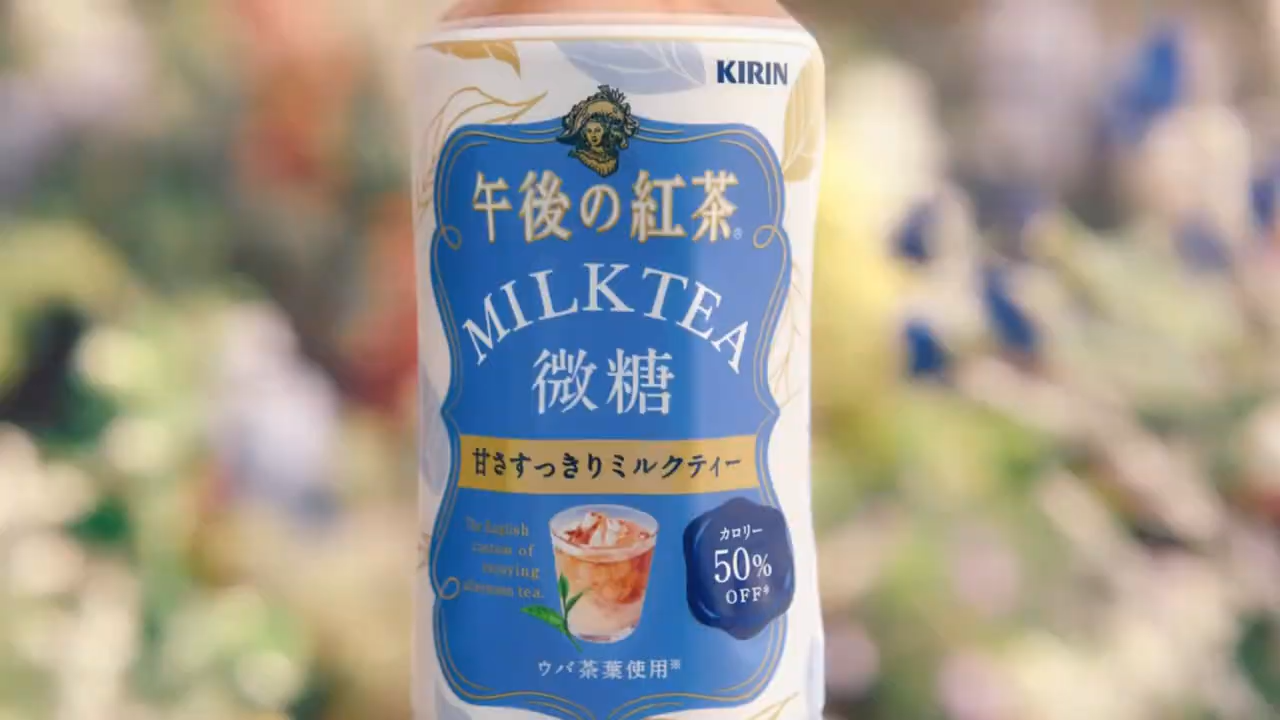 KIRIN
午後の紅茶®
MILK TEA
微糖
甘さすっきりミルクティー
The English
custom of
enjoying
afternoon tea.
カロリー
50%
OFF*
ウバ茶葉使用※